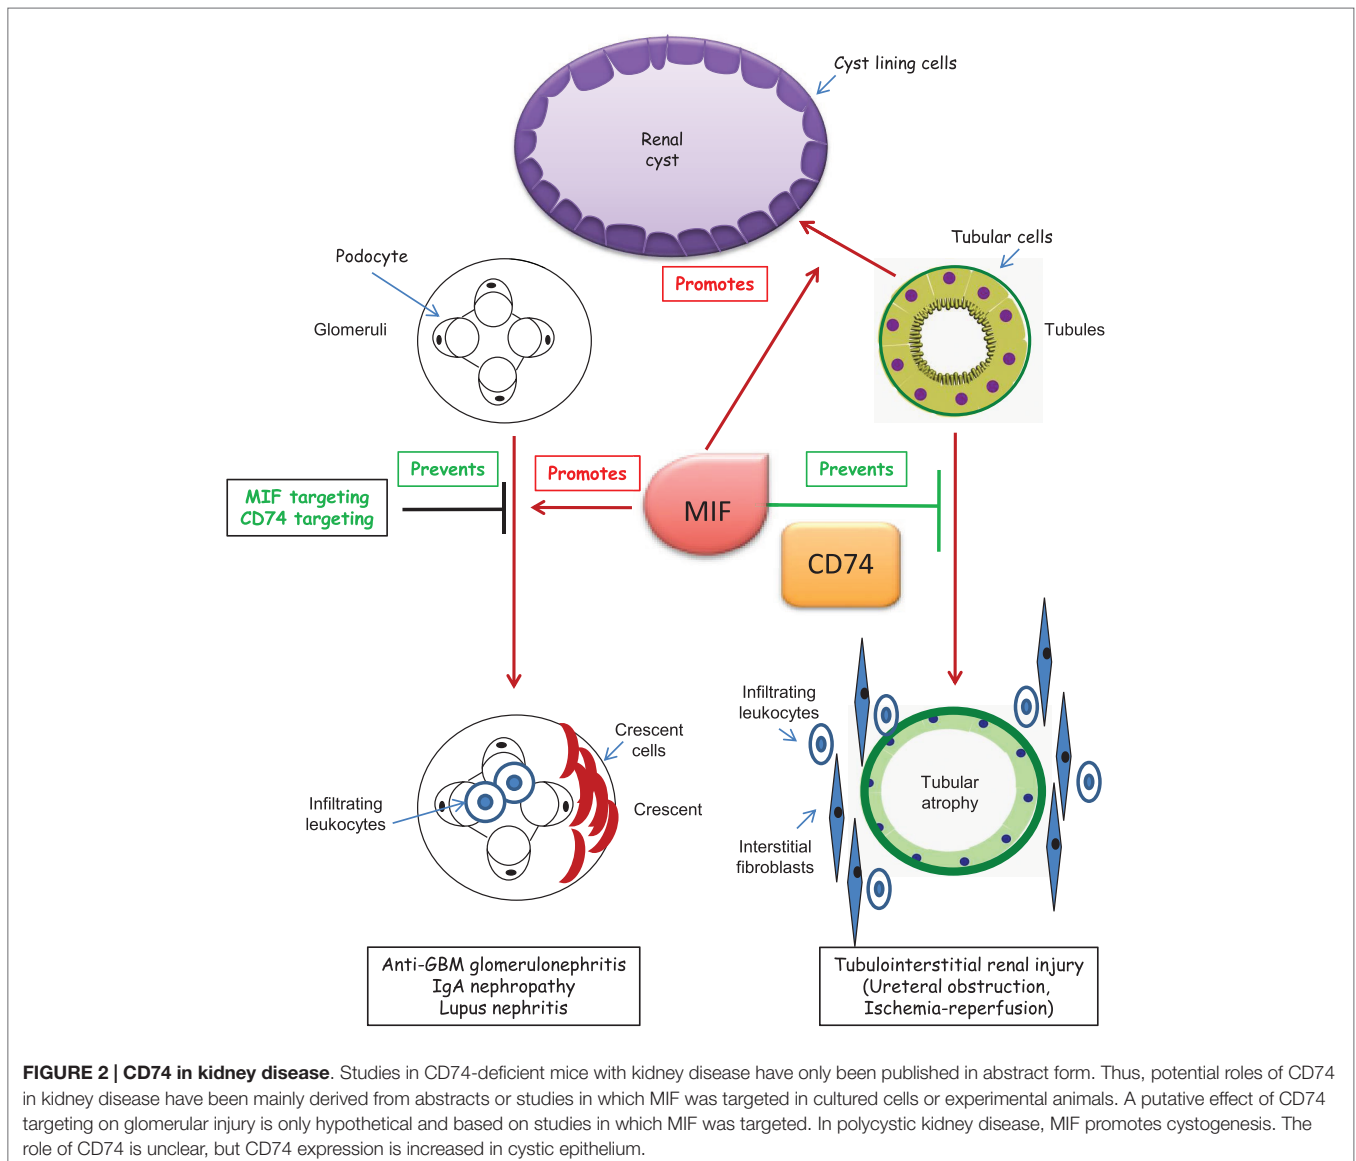 Cyst lining cells
Renal
cyst
Podocyte
Glomeruli
Tubular cells
Tubules
Promotes
Prevents
Promotes
Prevents
MIF targeting
CD74 targeting
MIF
CD74
Infiltrating
leukocytes
Crescent
cells
Crescent
Infiltrating
leukocytes
Interstitial
fibroblasts
Tubular
atrophy
Anti-GBM glomerulonephritis
IgA nephropathy
Lupus nephritis
Tubulointerstitial renal injury
(Ureteral obstruction,
Ischemia-reperfusion)
FIGURE 2 | CD74 in kidney disease. Studies in CD74-deficient mice with kidney disease have only been published in abstract form. Thus, potential roles of CD74
in kidney disease have been mainly derived from abstracts or studies in which MIF was targeted in cultured cells or experimental animals. A putative effect of CD74
targeting on glomerular injury is only hypothetical and based on studies in which MIF was targeted. In polycystic kidney disease, MIF promotes cystogenesis. The
role of CD74 is unclear, but CD74 expression is increased in cystic epithelium.